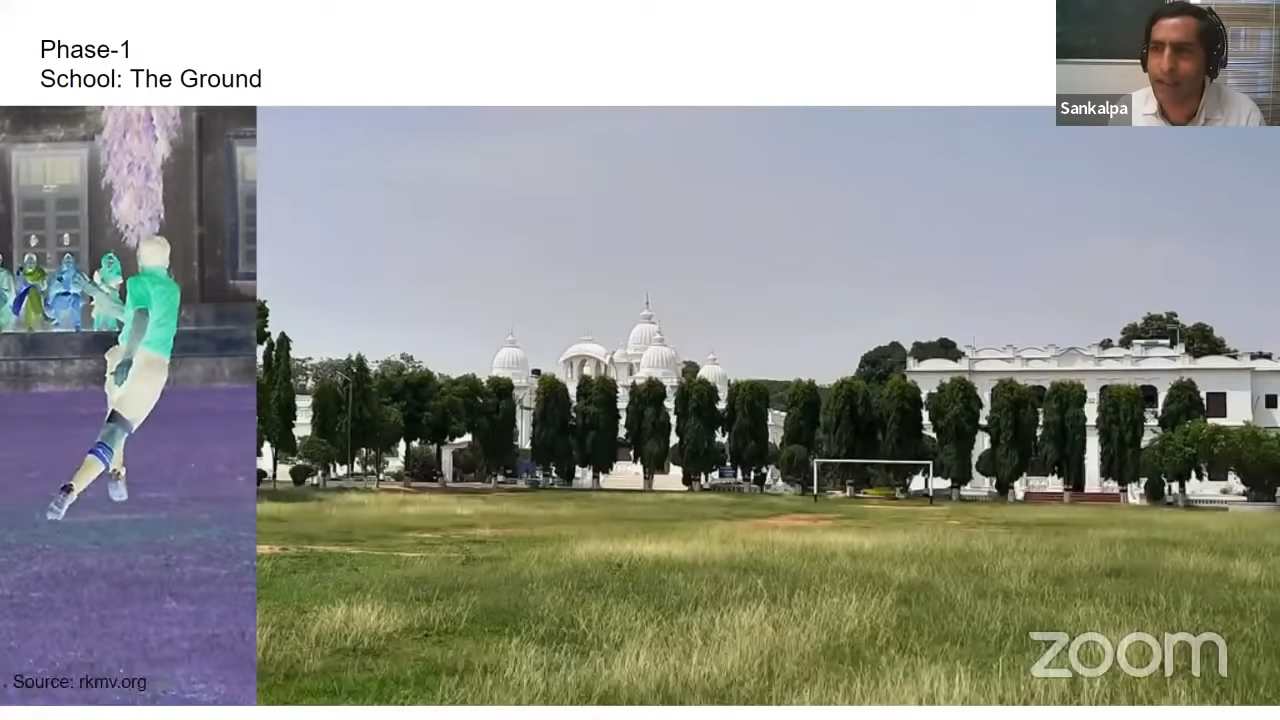 Phase-1
School: The Ground
Sankalpa
. Source: rkmv.org
zoom